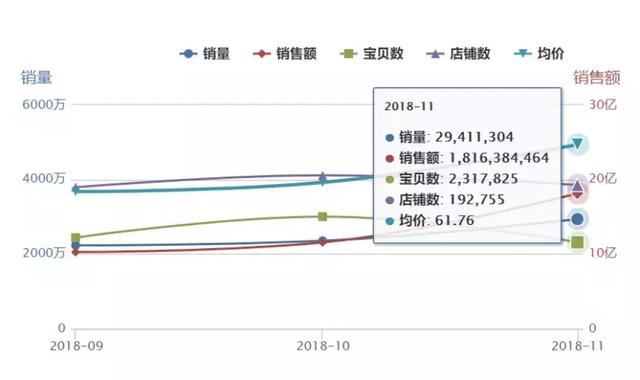 销量 销售额 宝贝数 店铺数 均价
销量 销售额
6000万 30亿
2018-11
销量: 29,411,304
销售额: 1,816,384,464
宝贝数: 2,317,825
店铺数: 192,755
均价: 61.76
4000万 20亿
2000万 10亿
0 0
2018-09 2018-10 2018-11